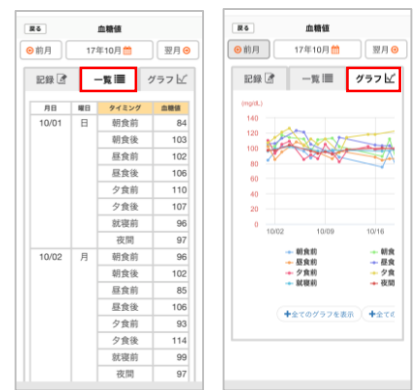 戻る 血糖値
前月 17年10月 翌月
記録 一覧 グラフ
月日 曜日 タイミング 血糖値
10/01 日 朝食前 84
朝食後 103
昼食前 102
昼食後 106
夕食前 110
夕食後 107
就寝前 96
夜間 97
10/02 月 朝食前 96
朝食後 102
昼食前 85
昼食後 106
夕食前 93
夕食後 114
就寝前 99
夜間 97
戻る 血糖値
前月 17年10月 翌月
記録 一覧 グラフ
(mg/dL)
140
120
100
80
60
40
20
0
10/02 10/09 10/16
朝食前 朝食
昼食前 昼食
夕食前 夕食
就寝前 夜間
+全てのグラフを表示 +全ての